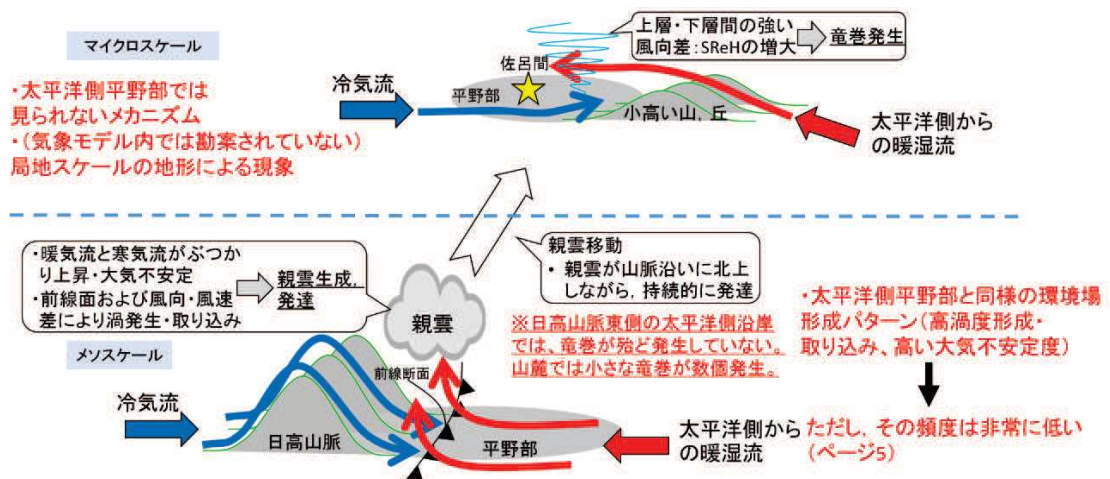 マイクロスケール
・太平洋側平野部では
見られないメカニズム
・(気象モデル内では勘案されていない)
局地スケールの地形による現象
冷気流
平野部
佐呂間
上層・下層間の強い
風向差:SReHの増大
竜巻発生
小高い山,丘
太平洋側から
の暖湿流
・暖気流と寒気流がぶつか
り上昇・大気不安定
・前線面および風向・風速
差により渦発生・取り込み
親雲生成,
発達
メソスケール
親雲
親雲移動
・ 親雲が山脈沿いに北上
しながら,持続的に発達
※日高山脈東側の太平洋側沿岸
では、竜巻が殆ど発生していない。
山麓では小さな竜巻が数個発生。
冷気流
日高山脈
前線断面
平野部
太平洋側から
の暖湿流
・太平洋側平野部と同様の環境場
形成パターン(高渦度形成・
取り込み、高い大気不安定度)
ただし,その頻度は非常に低い
(ページ5)